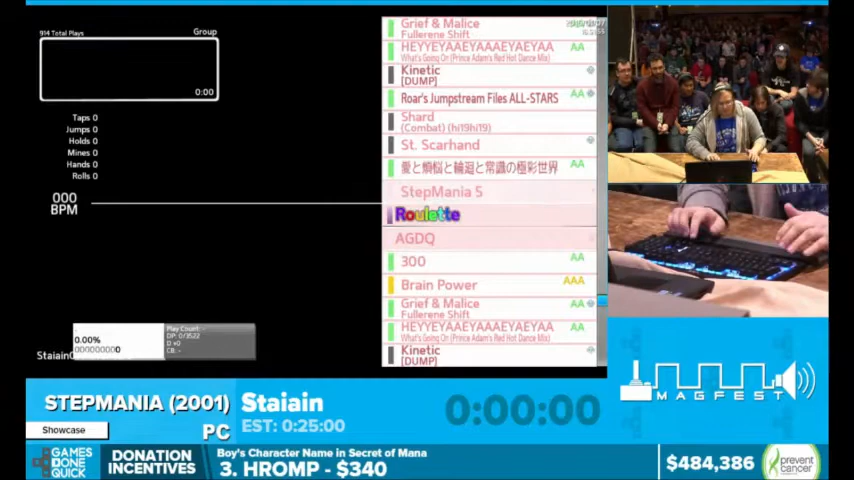 914 Total Plays
Group
0:00
Taps 0
Jumps 0
Holds 0
Mines 0
Hands 0
Rolls 0
000
BPM
Grief & Malice
Fullerene Shift
HEYYEYAAEYAAAEYAEYAA
AA
What's Going On (Prince Adam's Red Hot Dance Mix)
Kinetic
[DUMP]
Roar's Jumpstream Files ALL-STARS
AA
Shard
(Combat) (hi19hi19)
St. Scarhand
愛と煩悩と輪廻と常識の極彩世界
AA
StepMania 5
Roulette
AGDQ
300
AA
Brain Power
AAA
Grief & Malice
AA
Fullerene Shift
HEYYEYAAEYAAAEYAEYAA
AA
What's Going On (Prince Adam's Red Hot Dance Mix)
Kinetic
[DUMP]
0.00%
000000000
Play Count: -
DP: 0/3522
CB: -
STEPMANIA (2001)
Showcase
PC
Staiain
EST: 0:25:00
0:00:00
MAGFEST
GAMES
DONE
QUICK
DONATION
INCENTIVES
Boy's Character Name in Secret of Mana
3. HROMP - $340
$484,386
prevent
cancer